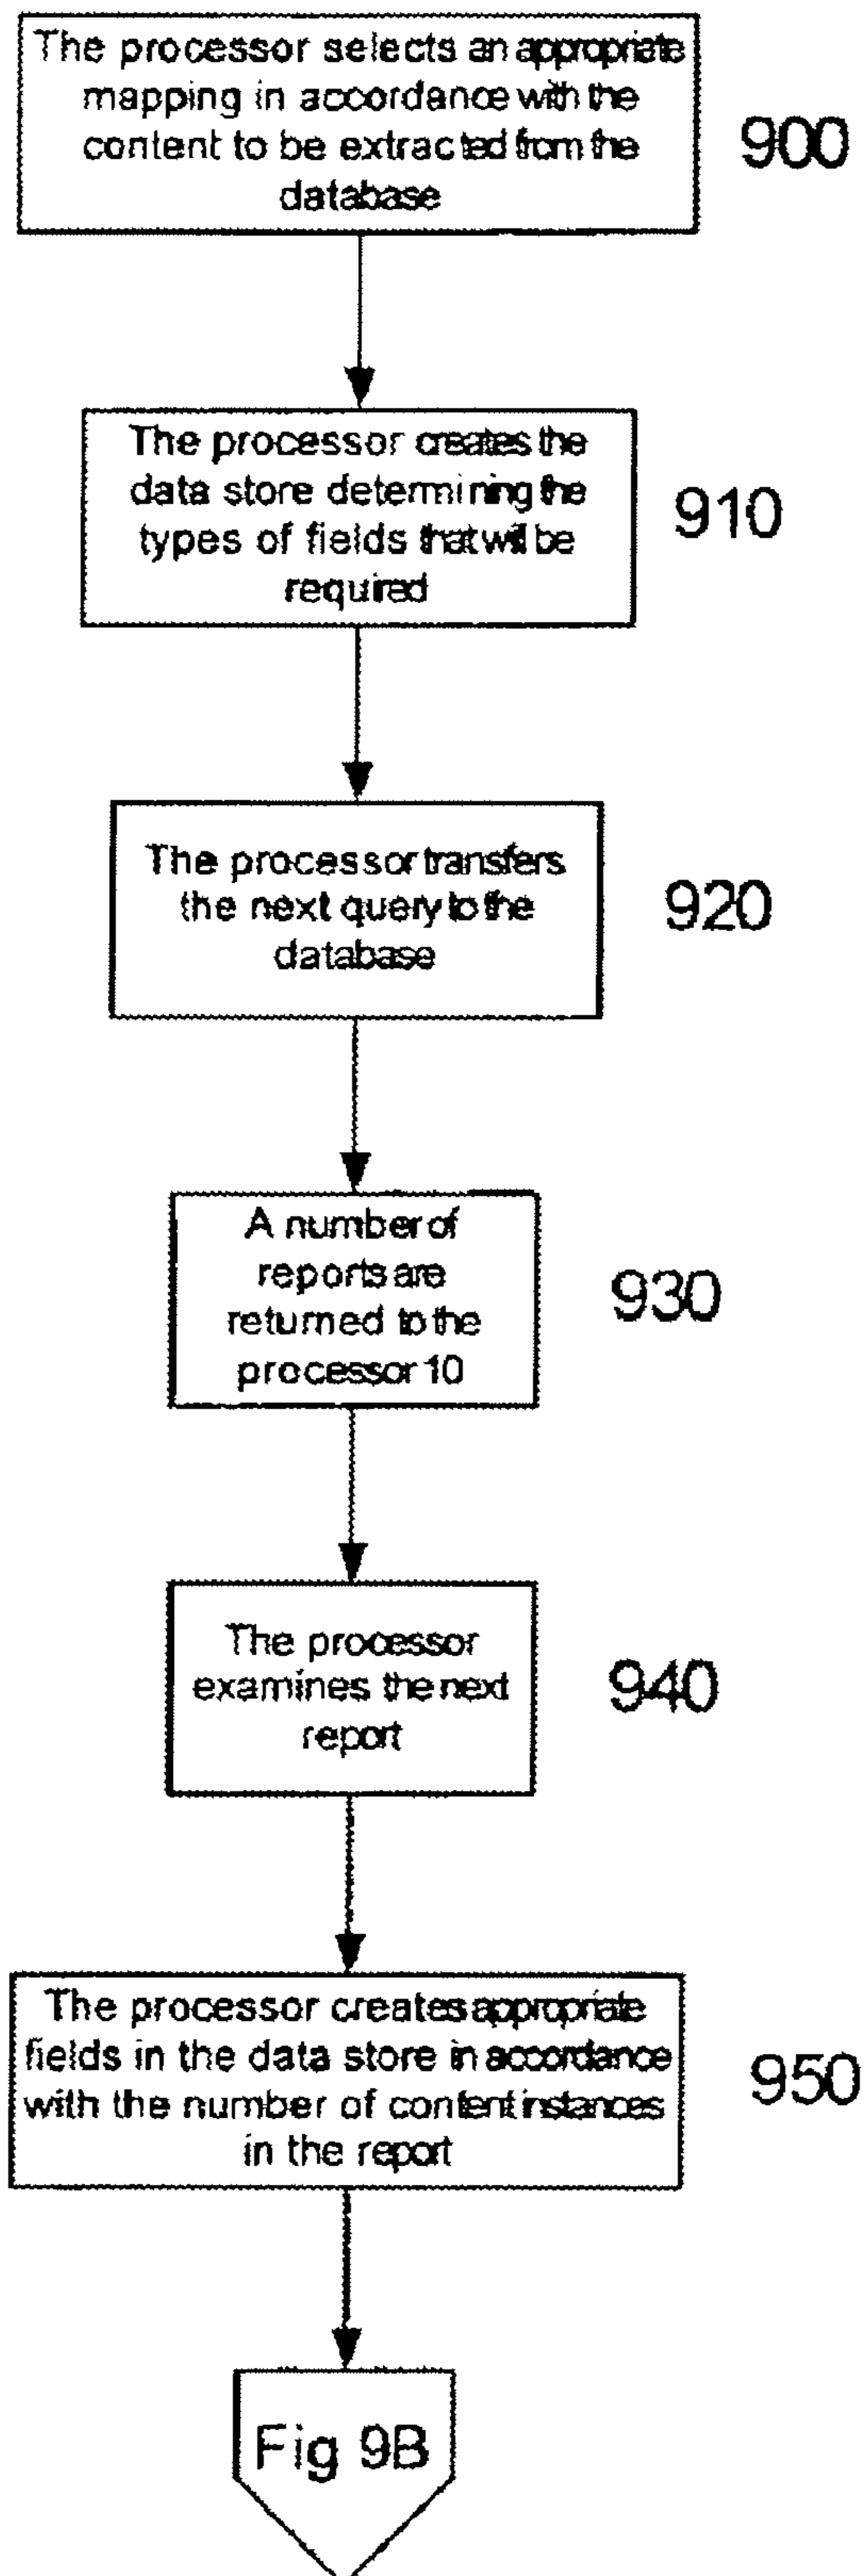 The processor selects an appropriate
mapping in accordance with the
content to be extracted from the
database
900
The processor creates the
data store determining the
types of fields that will be
required
910
The processor transfers
the next query to the
database
920
A number of
reports are
returned to the
processor 10
930
The processor
examines the next
report
940
The processor creates appropriate
fields in the data store in accordance
with the number of content instances
in the report
950
Fig 9B